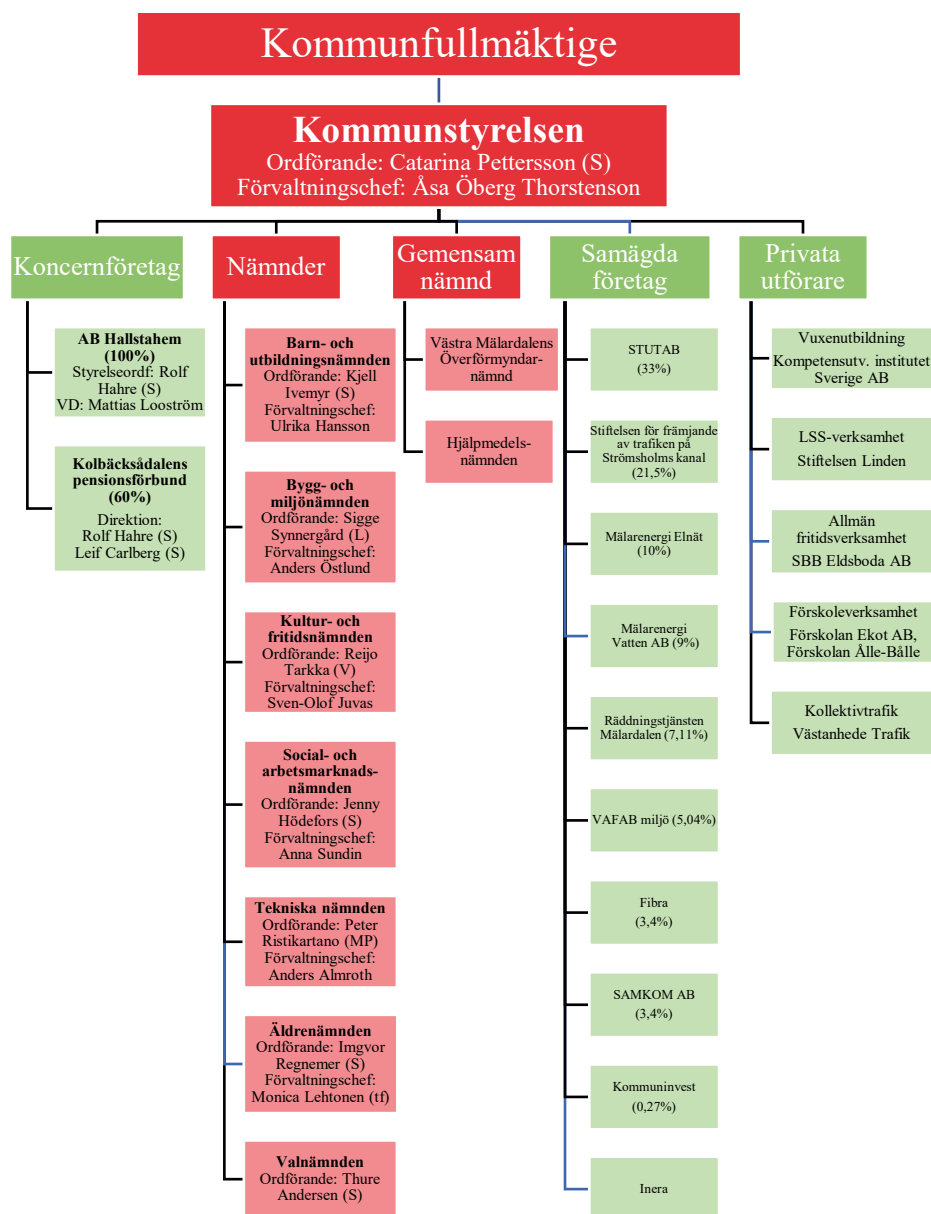 Kommunfullmäktige
Kommunstyrelsen
Ordförande: Catarina Pettersson (S)
Förvaltningschef: Åsa Öberg Thorstenson
Koncernföretag
AB Hallstahem
(100%)
Styrelseordf: Rolf
Hahre (S)
VD: Mattias Looström
Kolbäcksådalens
pensionsförbund
(60%)
Direktion:
Rolf Hahre (S)
Leif Carlberg (S)
Nämnder
Barn- och
utbildningsnämnden
Ordförande: Kjell
Ivemyr (S)
Förvaltningschef:
Ulrika Hansson
Bygg- och
miljönämnden
Ordförande: Sigge
Synnergård (L)
Förvaltningschef:
Anders Östlund
Kultur- och
fritidsnämnden
Ordförande: Reijo
Tarkka (V)
Förvaltningschef:
Sven-Olof Juvas
Social- och
arbetsmarknads-
nämnden
Ordförande: Jenny
Hödefors (S)
Förvaltningschef:
Anna Sundin
Tekniska nämnden
Ordförande: Peter
Ristikartano (MP)
Förvaltningschef:
Anders Almroth
Äldrenämnden
Ordförande: Imgvor
Regnemer (S)
Förvaltningschef:
Monica Lehtonen (tf)
Valnämnden
Ordförande: Thure
Andersen (S)
Gemensam
nämnd
Västra Mälardalens
Överförmyndar-
nämnd
Hjälpmedels-
nämnden
Samägda
företag
STUTAB
(33%)
Stiftelsen för främjande
av trafiken på
Strömsholms kanal
(21,5%)
Mälarenergi Elnät
(10%)
Mälarenergi
Vatten AB (9%)
Räddningstjänsten
Mälardalen (7,11%)
VAFAB miljö (5,04%)
Fibra
(3,4%)
SAMKOM AB
(3,4%)
Kommuninvest
(0,27%)
Inera
Privata
utförare
Vuxenutbildning
Kompetensutv. institutet
Sverige AB
LSS-verksamhet
Stiftelsen Linden
Allmän
fritidsverksamhet
SBB Eldsboda AB
Förskoleverksamhet
Förskolan Ekot AB,
Förskolan Ålle-Bålle
Kollektivtrafik
Västanhede Trafik